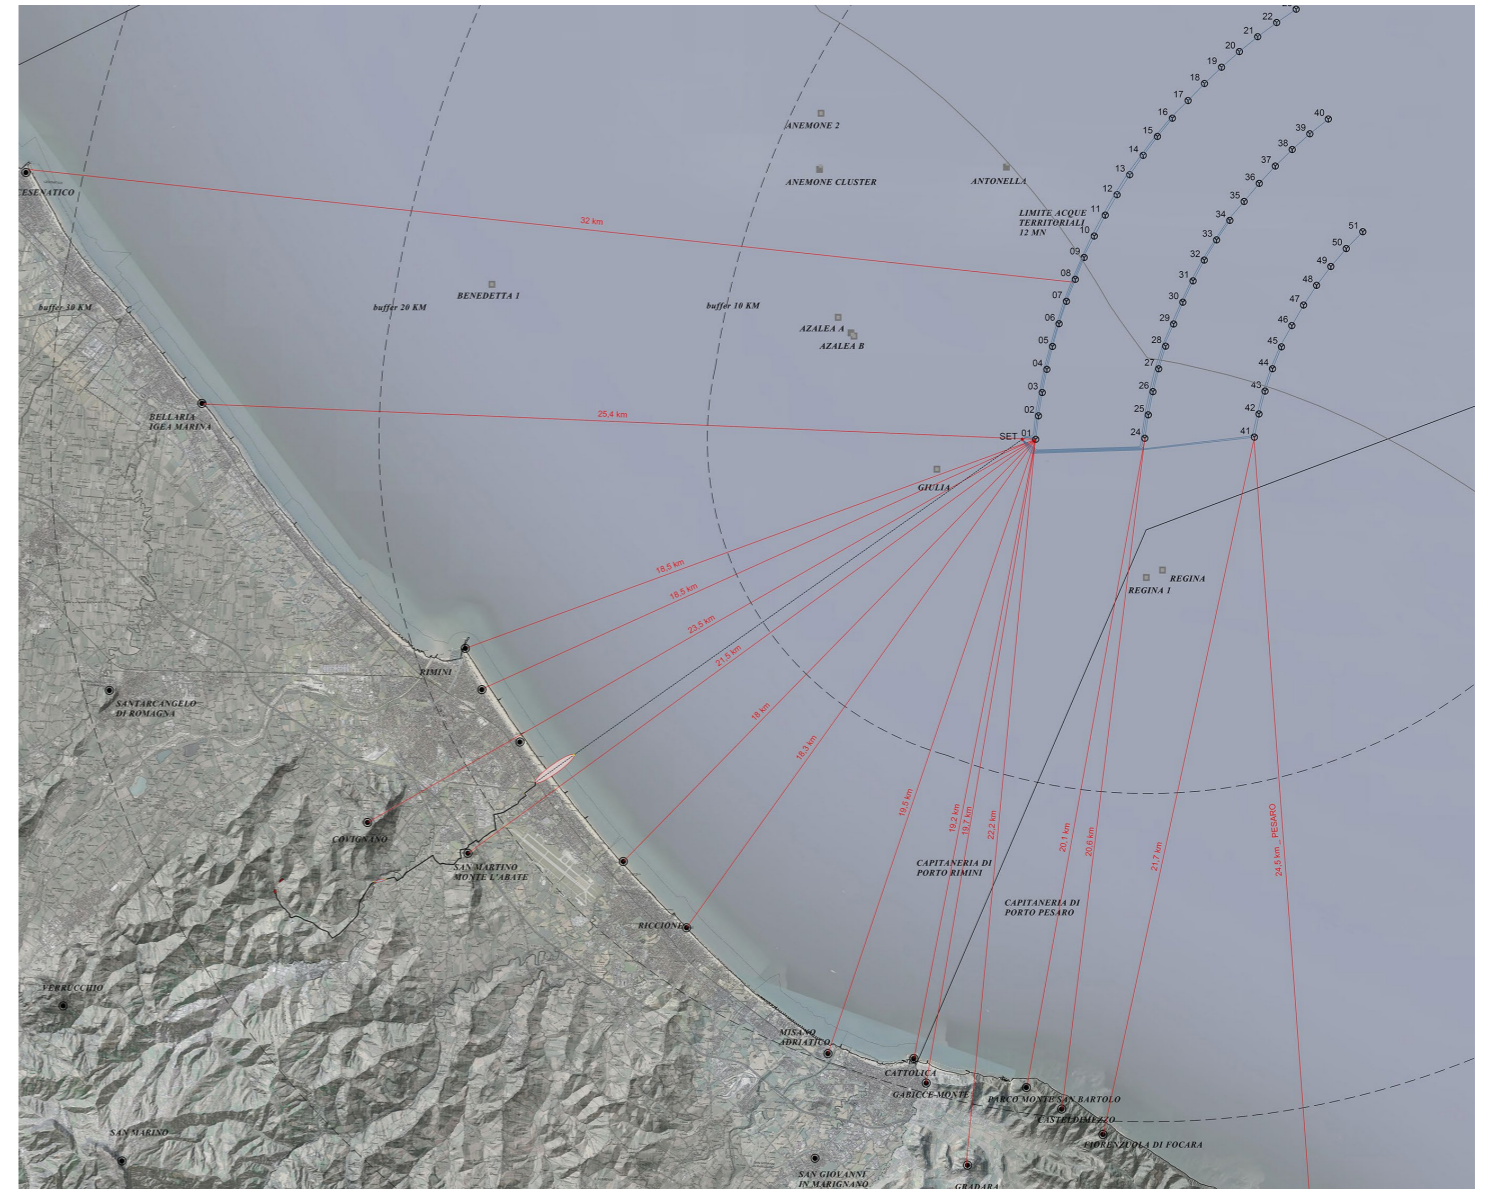 22
21
20
19
18
17
16
15
14
13
12
11
10
09
08
07
06
05
04
03
02
SET 01
40
39
38
37
36
35
34
33
32
31
30
29
28
27
26
25
24
51
50
49
48
47
46
45
44
43
42
41
ANEMONE 2
ANEMONE CLUSTER
ANTONELLA
LIMITE ACQUE
TERRITORIALI
12 MN
ESENATICO
32 km
BENEDETTA 1
buffer 30 KM
buffer 20 KM
buffer 10 KM
AZALEA A
AZALEA B
BELLARIA
IGEA MARINA
25,4 km
GIULIA
REGINA
REGINA 1
18,5 km
18,5 km
23,5 km
21,5 km
18 km
18,3 km
19,5 km
19,2 km
19,7 km
22,2 km
20,1 km
20,6 km
21,7 km
24,5 km _ PESARO
RIMINI
SANTARCANGELO
DI ROMAGNA
COVIGNANO
SAN MARTINO
MONTE L'ABATE
CAPITANERIA DI
PORTO RIMINI
CAPITANERIA DI
PORTO PESARO
RICCIONE
VERRUCCHIO
MISANO
ADRIATICO
CATTOLICA
GABICCE-MONTE
PARCO MONTE SAN BARTOLO
CASTELDIMEZZO
FIORENZUOLA DI FOCARA
SAN MARINO
SAN GIOVANNI
IN MARIGNANO
GRADARA